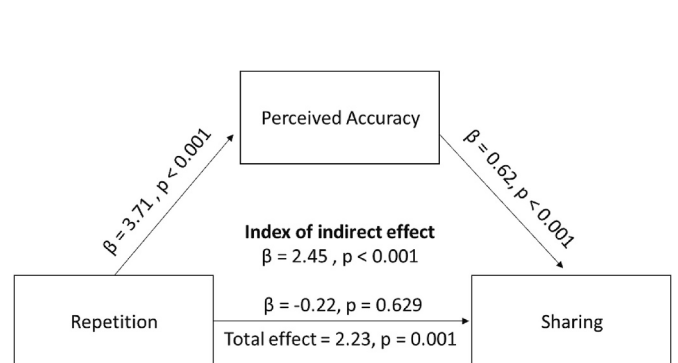 Perceived Accuracy
β = 3.71 , p < 0.001
β = 0.62, p < 0.001
Index of indirect effect
β = 2.45 , p < 0.001
β = -0.22, p = 0.629
Repetition
Sharing
Total effect = 2.23, p = 0.001